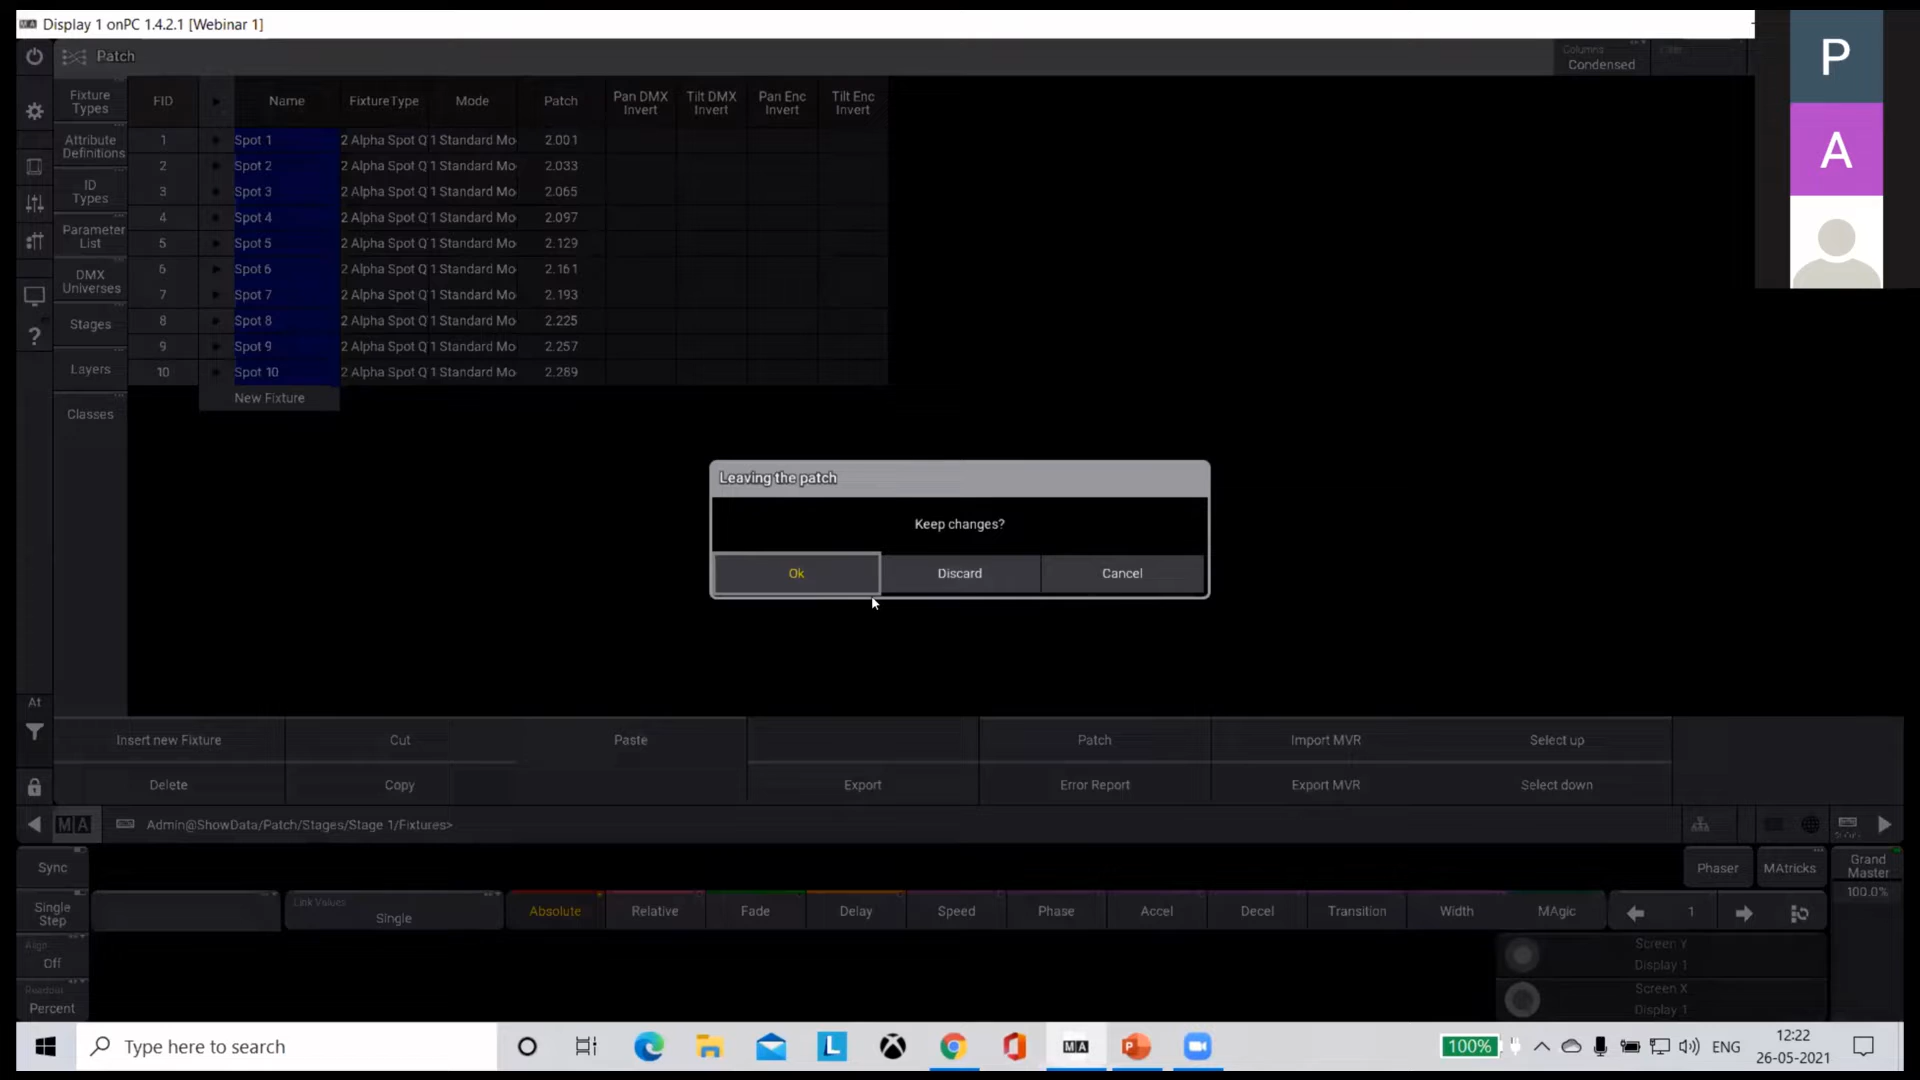 Display 1 onPC 1.4.2.1 [Webinar 1]
Patch
Columns
Condensed
P
Fixture Types
FID
Name
FixtureType
Mode
Patch
Pan DMX Invert
Tilt DMX Invert
Pan Enc Invert
Tilt Enc Invert
1 Spot 1 2 Alpha Spot Q 1 Standard Mo 2.001
2 Spot 2 2 Alpha Spot Q 1 Standard Mo 2.033
3 Spot 3 2 Alpha Spot Q 1 Standard Mo 2.065
4 Spot 4 2 Alpha Spot Q 1 Standard Mo 2.097
5 Spot 5 2 Alpha Spot Q 1 Standard Mo 2.129
6 Spot 6 2 Alpha Spot Q 1 Standard Mo 2.161
7 Spot 7 2 Alpha Spot Q 1 Standard Mo 2.193
8 Spot 8 2 Alpha Spot Q 1 Standard Mo 2.225
9 Spot 9 2 Alpha Spot Q 1 Standard Mo 2.257
10 Spot 10 2 Alpha Spot Q 1 Standard Mo 2.289
New Fixture
A
Attribute Definitions
ID Types
Parameter List
DMX Universes
Stages
Layers
Classes
?
Leaving the patch
Keep changes?
Ok
Discard
Cancel
At
Insert new Fixture
Cut
Paste
Patch
Import MVR
Select up
Delete
Copy
Export
Error Report
Export MVR
Select down
MA
Admin@ShowData/Patch/Stages/Stage 1/Fixtures>
Sync
Phaser
MAtricks
Grand Master
100.0%
Single Step
Link Values
Single
Absolute
Relative
Fade
Delay
Speed
Phase
Accel
Decel
Transition
Width
MAgic
1
Align
Off
Screen Y
Display 1
Readout
Percent
Screen X
Display 1
Type here to search
L
MA
P
100%
ENG
12:22
26-05-2021